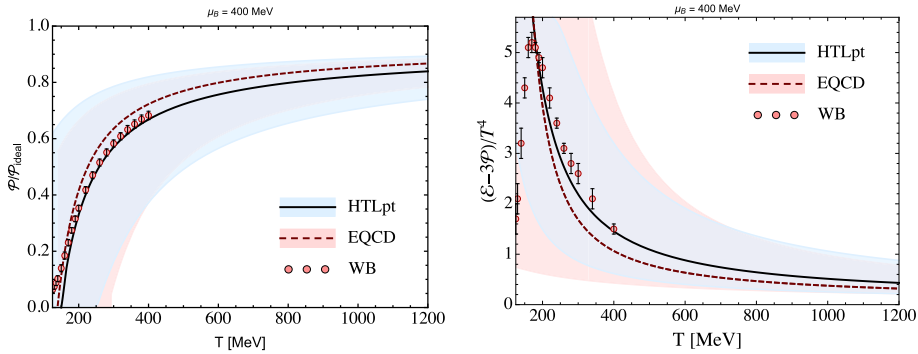 μ_B = 400 MeV
1.0
0.8
0.6
0.4
0.2
0.0
𝒫/𝒫_ideal
HTLpt
EQCD
WB
200 400 600 800 1000 1200
T [MeV]
μ_B = 400 MeV
5
4
3
2
1
0
(ℰ−3𝒫)/T⁴
HTLpt
EQCD
WB
200 400 600 800 1000 1200
T [MeV]